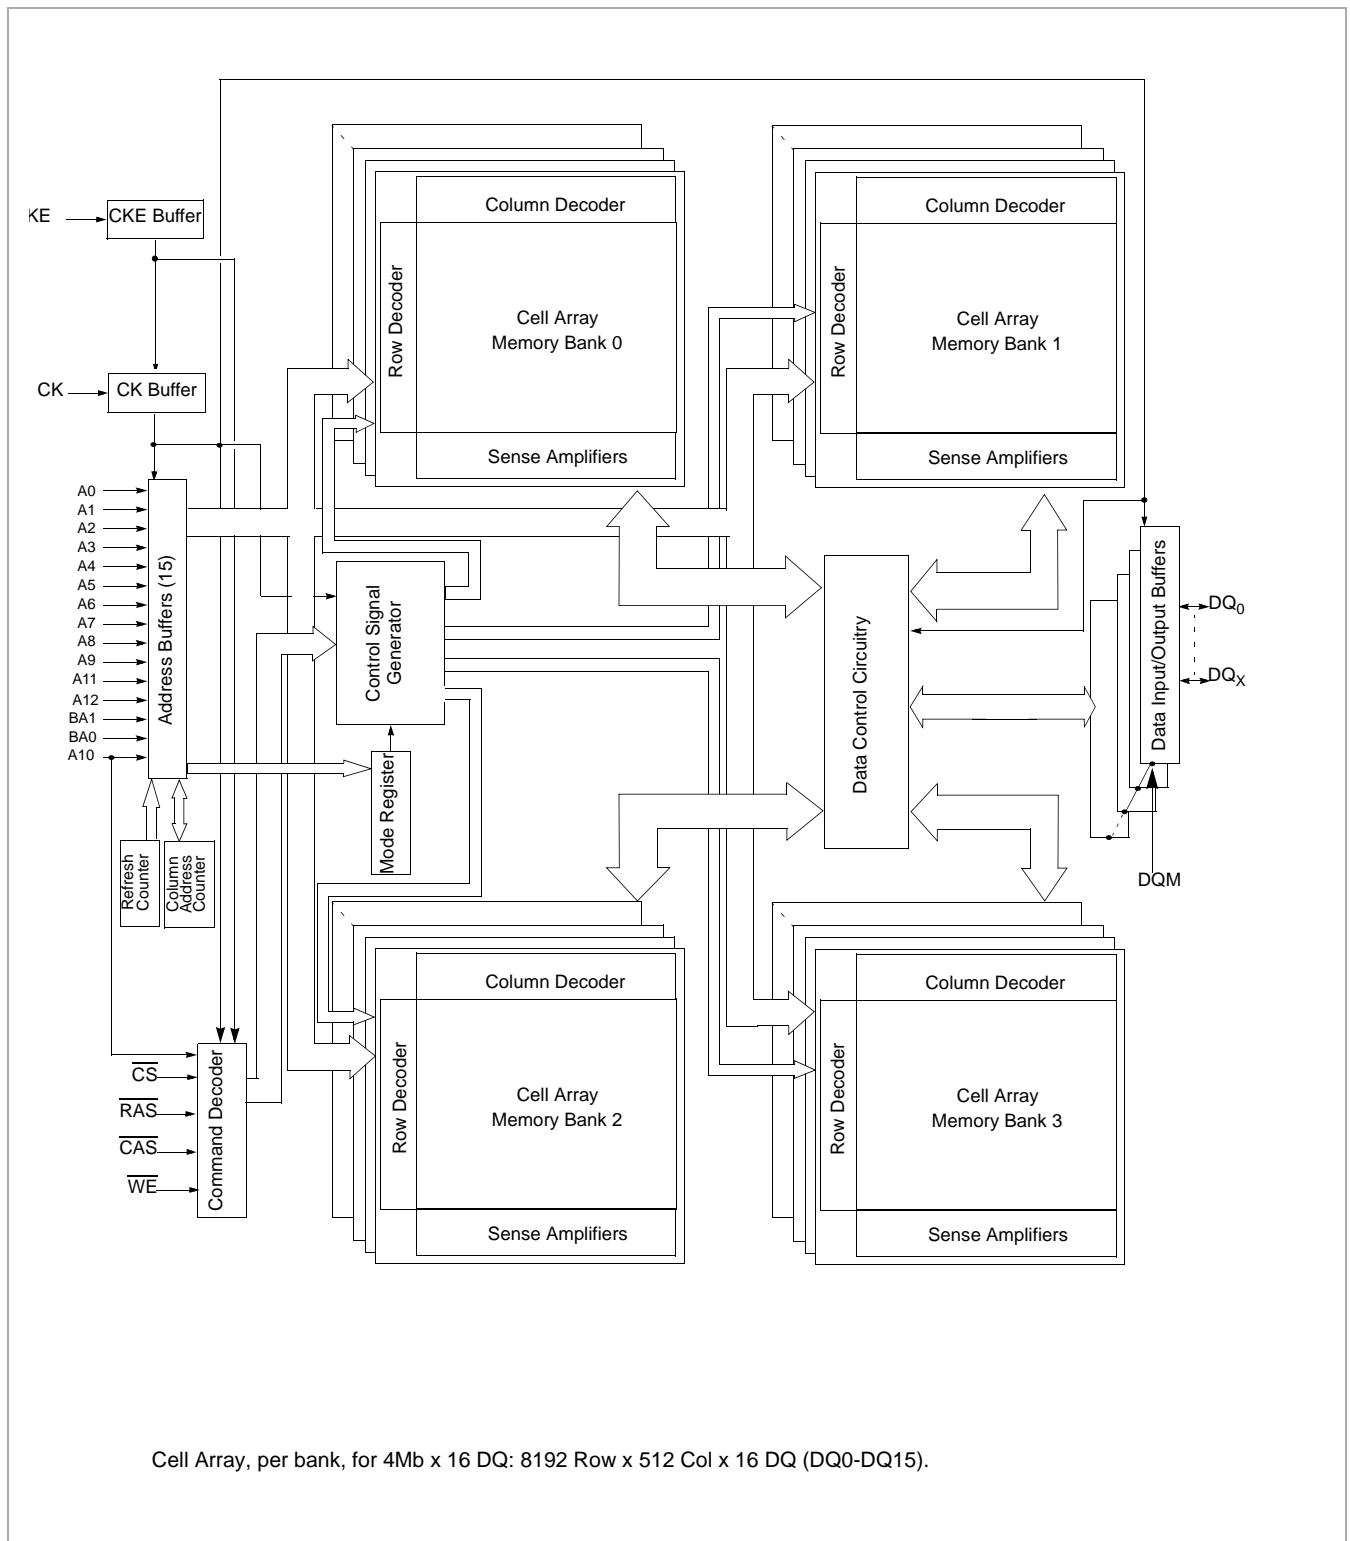 Column Decoder
Row Decoder
Cell Array
Memory Bank 0
Sense Amplifiers
Column Decoder
Row Decoder
Cell Array
Memory Bank 1
Sense Amplifiers
KE
CKE Buffer
CK
CK Buffer
A0
A1
A2
A3
A4
A5
A6
A7
A8
A9
A11
A12
BA1
BA0
A10
Address Buffers (15)
Control Signal
Generator
Mode Register
Refresh
Counter
Column
Address
Counter
Data Control Circuitry
Data Input/Output Buffers
DQ0
DQX
DQM
CS
RAS
CAS
WE
Command Decoder
Column Decoder
Row Decoder
Cell Array
Memory Bank 2
Sense Amplifiers
Column Decoder
Row Decoder
Cell Array
Memory Bank 3
Sense Amplifiers
Cell Array, per bank, for 4Mb x 16 DQ: 8192 Row x 512 Col x 16 DQ (DQ0-DQ15).